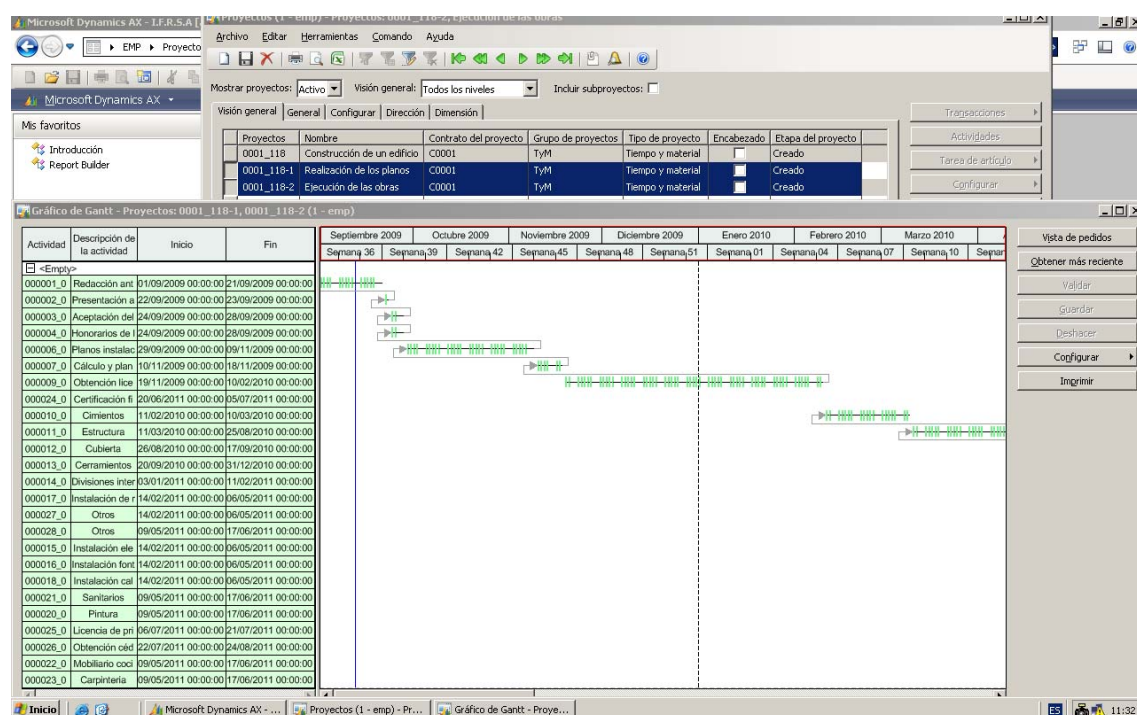 Microsoft Dynamics AX - I.F.R.S.A [
Proyectos (1 - emp) - Proyectos: 0001_118-2, Ejecución de las obras
EMP Proyecto
Archivo Editar Herramientas Comando Ayuda
Mostrar proyectos: Activo Visión general: Todos los niveles Incluir subproyectos:
Microsoft Dynamics AX
Visión general General Configurar Dirección Dimensión
Transacciones
Actividades
Tarea de artículo
Configurar
Mis favoritos
Introducción
Report Builder
Proyectos Nombre Contrato del proyecto Grupo de proyectos Tipo de proyecto Encabezado Etapa del proyecto
0001_118 Construcción de un edificio C0001 TyM Tiempo y material Creado
0001_118-1 Realización de los planos C0001 TyM Tiempo y material Creado
0001_118-2 Ejecución de las obras C0001 TyM Tiempo y material Creado
Gráfico de Gantt - Proyectos: 0001_118-1, 0001_118-2 (1 - emp)
Actividad Descripción de la actividad Inicio Fin
Septiembre 2009 Octubre 2009 Noviembre 2009 Diciembre 2009 Enero 2010 Febrero 2010 Marzo 2010
Semana 36 Semana 39 Semana 42 Semana 45 Semana 48 Semana 51 Semana 01 Semana 04 Semana 07 Semana 10 Seman
Vista de pedidos
Obtener más reciente
Validar
Guardar
Deshacer
Configurar
Imprimir
<Empty>
000001_0 Redacción ant 01/09/2009 00:00:00 21/09/2009 00:00:00
000002_0 Presentación a 22/09/2009 00:00:00 23/09/2009 00:00:00
000003_0 Aceptación del 24/09/2009 00:00:00 28/09/2009 00:00:00
000004_0 Honorarios de l 24/09/2009 00:00:00 28/09/2009 00:00:00
000006_0 Planos instalac 29/09/2009 00:00:00 09/11/2009 00:00:00
000007_0 Cálculo y plan 10/11/2009 00:00:00 18/11/2009 00:00:00
000009_0 Obtención lice 19/11/2009 00:00:00 10/02/2010 00:00:00
000024_0 Certificación fi 20/06/2011 00:00:00 05/07/2011 00:00:00
000010_0 Cimientos 11/02/2010 00:00:00 10/03/2010 00:00:00
000011_0 Estructura 11/03/2010 00:00:00 25/08/2010 00:00:00
000012_0 Cubierta 26/08/2010 00:00:00 17/09/2010 00:00:00
000013_0 Cerramientos 20/09/2010 00:00:00 31/12/2010 00:00:00
000014_0 Divisiones inter 03/01/2011 00:00:00 11/02/2011 00:00:00
000017_0 Instalación de r 14/02/2011 00:00:00 06/05/2011 00:00:00
000027_0 Otros 14/02/2011 00:00:00 06/05/2011 00:00:00
000028_0 Otros 09/05/2011 00:00:00 17/06/2011 00:00:00
000015_0 Instalación ele 14/02/2011 00:00:00 06/05/2011 00:00:00
000016_0 Instalación font 14/02/2011 00:00:00 06/05/2011 00:00:00
000018_0 Instalación cal 14/02/2011 00:00:00 06/05/2011 00:00:00
000021_0 Sanitarios 09/05/2011 00:00:00 17/06/2011 00:00:00
000020_0 Pintura 09/05/2011 00:00:00 17/06/2011 00:00:00
000025_0 Licencia de pri 06/07/2011 00:00:00 21/07/2011 00:00:00
000026_0 Obtención céd 22/07/2011 00:00:00 24/08/2011 00:00:00
000022_0 Mobiliario coci 09/05/2011 00:00:00 17/06/2011 00:00:00
000023_0 Carpinteria 09/05/2011 00:00:00 17/06/2011 00:00:00
Inicio Microsoft Dynamics AX - ... Proyectos (1 - emp) - Pr... Gráfico de Gantt - Proye... ES 11:32